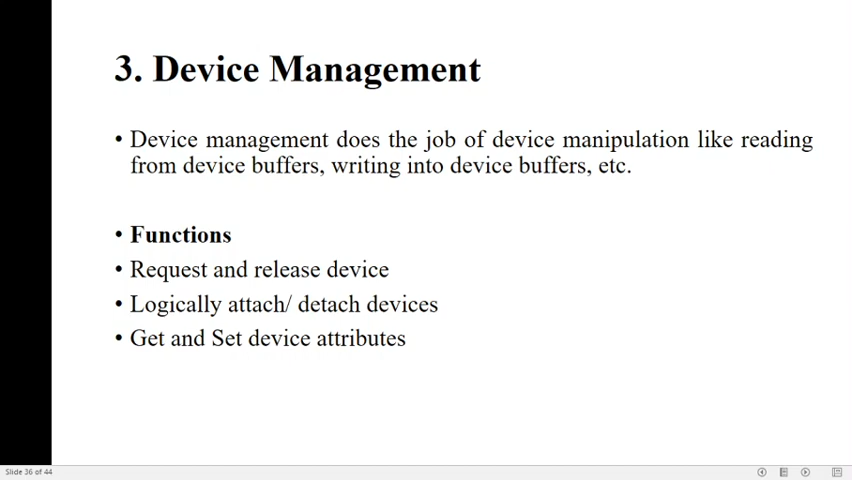 3. Device Management
• Device management does the job of device manipulation like reading
from device buffers, writing into device buffers, etc.
• Functions
• Request and release device
• Logically attach/ detach devices
• Get and Set device attributes
Slide 36 of 44